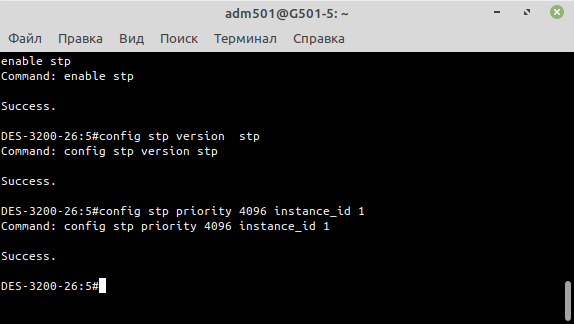 adm501@G501-5: ~
Файл Правка Вид Поиск Терминал Справка
enable stp
Command: enable stp
Success.
DES-3200-26:5#config stp version  stp
Command: config stp version stp
Success.
DES-3200-26:5#config stp priority 4096 instance_id 1
Command: config stp priority 4096 instance_id 1
Success.
DES-3200-26:5#